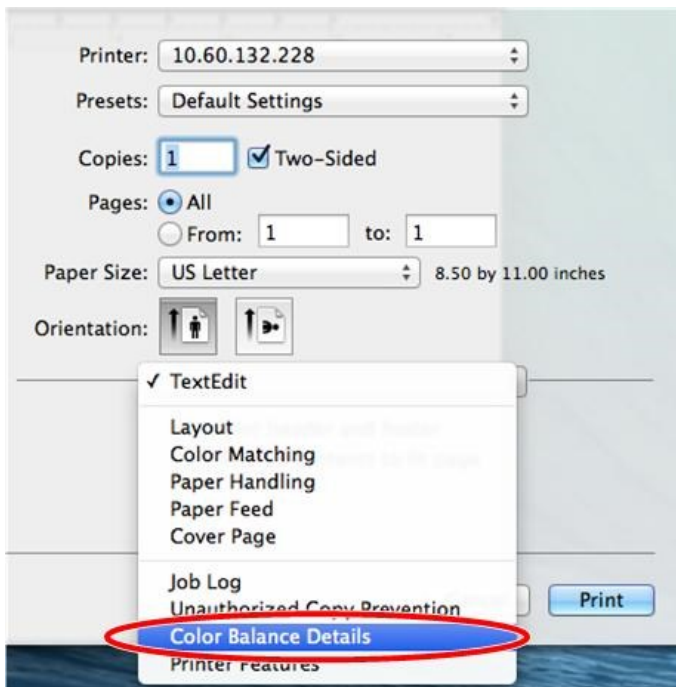 Printer: 10.60.132.228
Presets: Default Settings
Copies: 1 Two-Sided
Pages: All
From: 1 to: 1
Paper Size: US Letter 8.50 by 11.00 inches
Orientation:
TextEdit
Layout
Color Matching
Paper Handling
Paper Feed
Cover Page
Job Log
Unauthorized Copy Prevention
Print
Color Balance Details
Printer Features